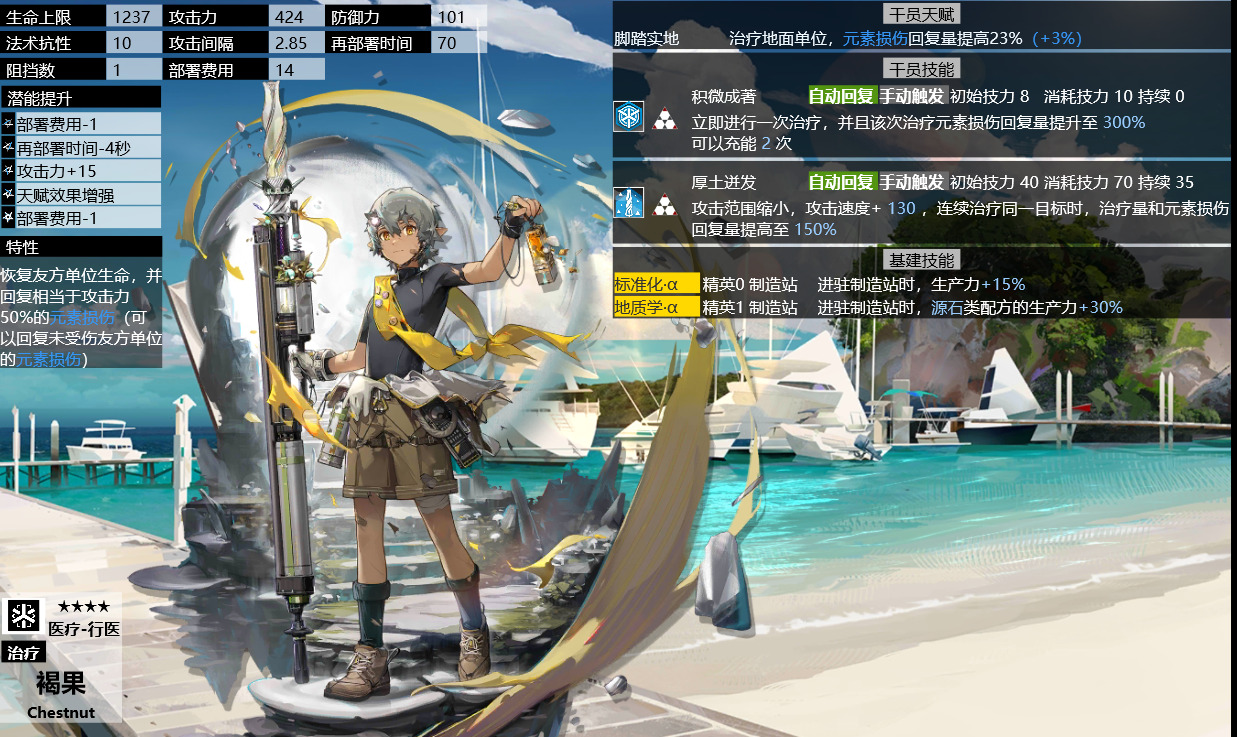 生命上限 1237 攻击力 424 防御力 101
法术抗性 10 攻击间隔 2.85 再部署时间 70
阻挡数 1 部署费用 14
潜能提升
部署费用-1
再部署时间-4秒
攻击力+15
天赋效果增强
部署费用-1
特性
恢复友方单位生命，并
回复相当于攻击力
50%的元素损伤（可
以回复未受伤友方单位
的元素损伤）
★★★★
医疗-行医
治疗
褐果
Chestnut
干员天赋
脚踏实地 治疗地面单位，元素损伤回复量提高23%（+3%）
干员技能
积微成著 自动回复 手动触发 初始技力 8 消耗技力 10 持续 0
立即进行一次治疗，并且该次治疗元素损伤回复量提升至 300%
可以充能 2 次
厚土迸发 自动回复 手动触发 初始技力 40 消耗技力 70 持续 35
攻击范围缩小，攻击速度+ 130 ，连续治疗同一目标时，治疗量和元素损伤
回复量提高至 150%
基建技能
标准化·α 精英0 制造站 进驻制造站时，生产力+15%
地质学·α 精英1 制造站 进驻制造站时，源石类配方的生产力+30%